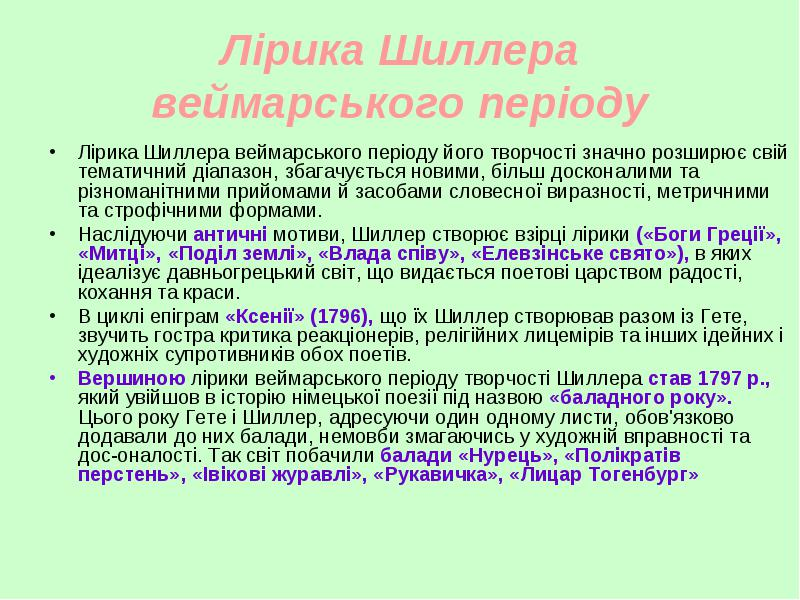 Лірика Шиллера
веймарського періоду
• Лірика Шиллера веймарського періоду його творчості значно розширює свій
тематичний діапазон, збагачується новими, більш досконалими та
різноманітними прийомами й засобами словесної виразності, метричними
та строфічними формами.
• Наслідуючи античні мотиви, Шиллер створює взірці лірики («Боги Греції»,
«Митці», «Поділ землі», «Влада співу», «Елевзінське свято»), в яких
ідеалізує давньогрецький світ, що видається поетові царством радості,
кохання та краси.
• В циклі епіграм «Ксенії» (1796), що їх Шиллер створював разом із Гете,
звучить гостра критика реакціонерів, релігійних лицемірів та інших ідейних і
художніх супротивників обох поетів.
• Вершиною лірики веймарського періоду творчості Шиллера став 1797 р.,
який увійшов в історію німецької поезії під назвою «баладного року».
Цього року Гете і Шиллер, адресуючи один одному листи, обов'язково
додавали до них балади, немовби змагаючись у художній вправності та
дос-оналості. Так світ побачили балади «Нурець», «Полікратів
перстень», «Івікові журавлі», «Рукавичка», «Лицар Тогенбург»